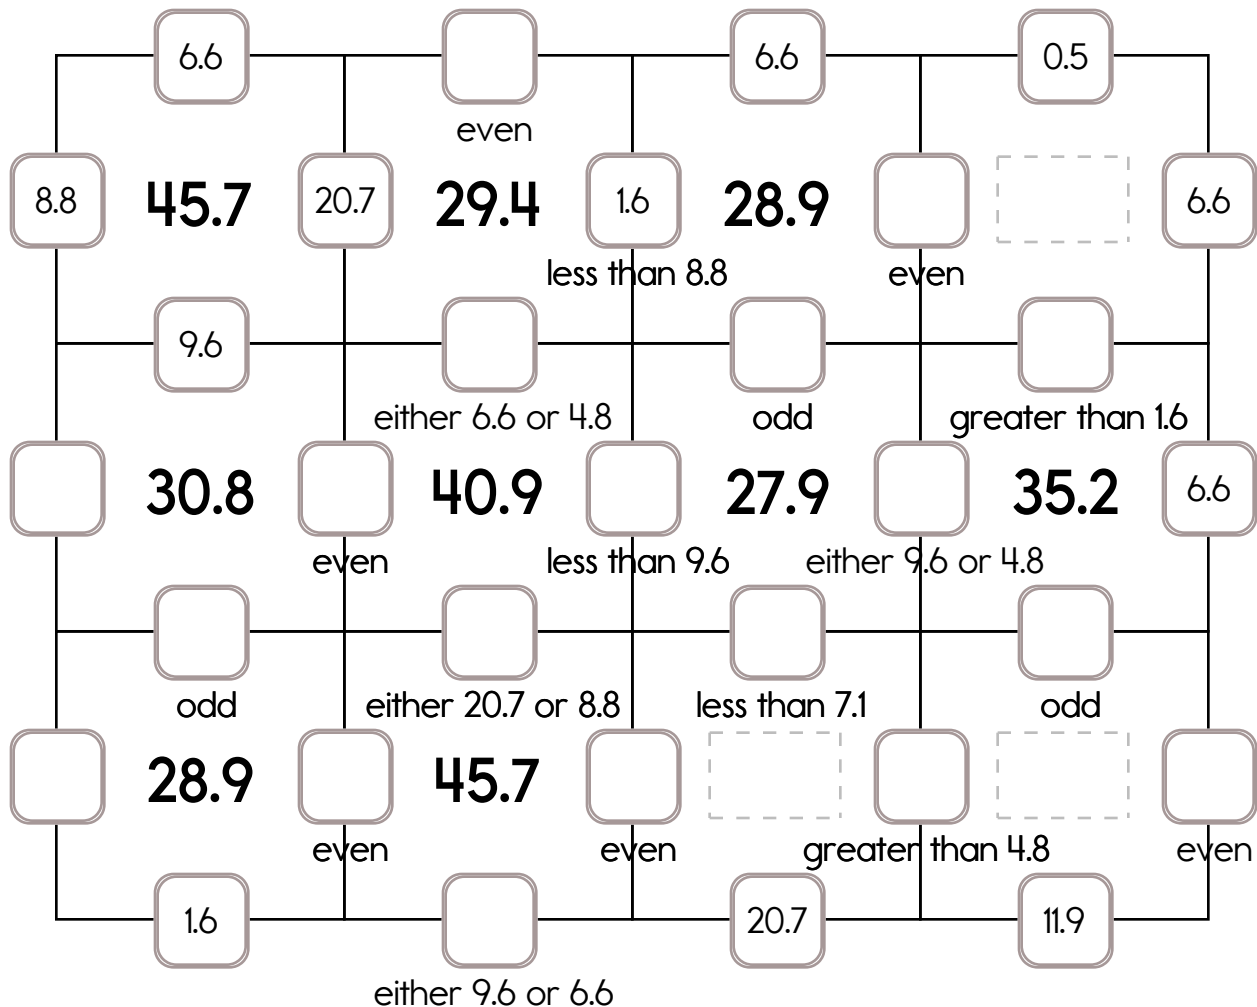 6.6 6.6 0.5
even
8.8 45.7 20.7 29.4 1.6 28.9 6.6
less than 8.8 even
9.6
either 6.6 or 4.8 odd greater than 1.6
30.8 40.9 27.9 35.2 6.6
even less than 9.6 either 9.6 or 4.8
odd either 20.7 or 8.8 less than 7.1 odd
28.9 45.7
even even greater than 4.8 even
1.6 20.7 11.9
either 9.6 or 6.6